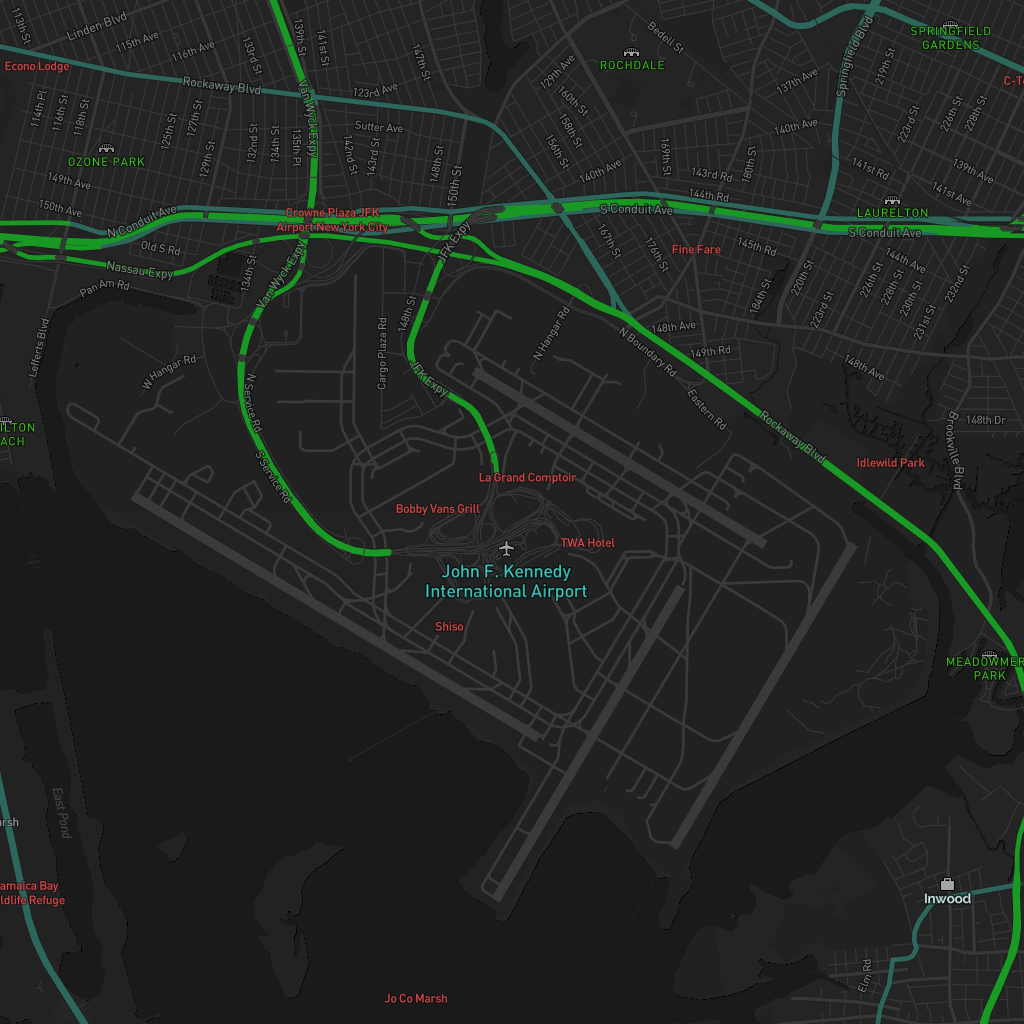 113th St
Linden Blvd
115th Ave
116th Ave
133rd St
139th St
141st St
147th St
Bedell St
SPRINGFIELD
GARDENS
Springfield Blvd
219th St
ROCHDALE
Econo Lodge
Rockaway Blvd
123rd Ave
129th Ave
137th Ave
114th Pl
116th St
118th St
125th St
127th St
129th St
132nd St
134th St
135th Pl
Van Wyck Expy
Sutter Ave
142nd St
143rd St
148th St
150th St
160th St
158th St
156th St
140th Ave
169th St
180th St
140th Ave
223rd St
226th St
228th St
OZONE PARK
149th Ave
150th Ave
143rd Rd
144th Rd
141st Rd
139th Ave
141st Ave
LAURELTON
N Conduit Ave
Crowne Plaza JFK
Airport New York City
S Conduit Ave
S Conduit Ave
Old S Rd
Nassau Expy
Pan Am Rd
134th St
Van Wyck Expy
JFK Expy
167th St
176th St
Fine Fare
145th Rd
144th Ave
184th St
220th St
223rd St
226th St
228th St
230th St
231st St
232nd St
Lefferts Blvd
W Hangar Rd
Cargo Plaza Rd
148th St
N Hangar Rd
N Boundary Rd
148th Ave
149th Rd
148th Ave
JFK Expy
N Service Rd
S Service Rd
Eastern Rd
Rockaway Blvd
Brookville Blvd
148th Dr
ILTON
ACH
Idlewild Park
La Grand Comptoir
Bobby Vans Grill
TWA Hotel
John F. Kennedy
International Airport
Shiso
MEADOWMER
PARK
East Pond
arsh
amaica Bay
ldlife Refuge
Inwood
Elm Rd
Jo Co Marsh